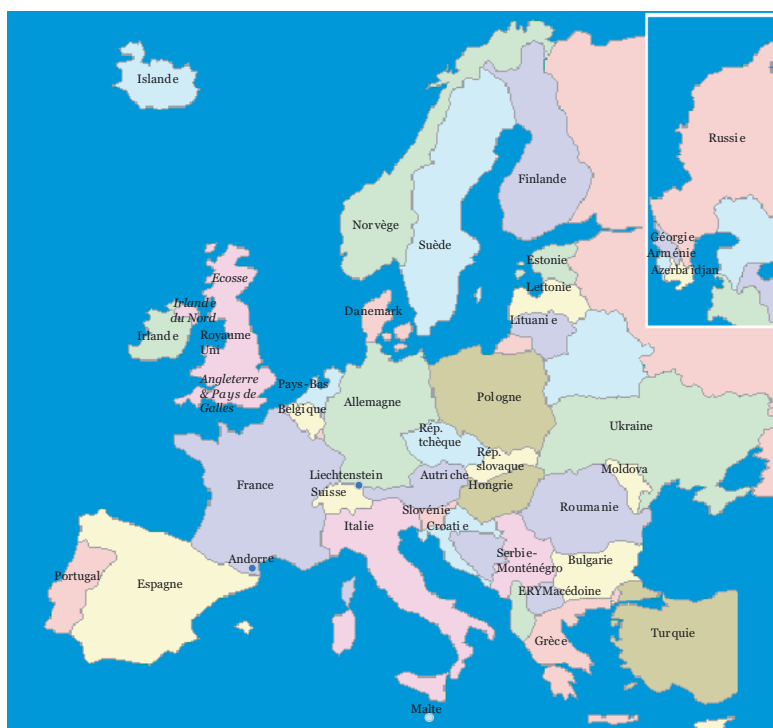 Islande
Russie
Finlande
Norvège
Géorgie
Suède
Arménie
Estonie
Azerbaïdjan
Ecosse
Lettonie
Irlande
du Nord
Danemark
Lituanie
Irlande
Royaume
Uni
Angleterre
& Pays de
Galles
Pays-Bas
Belgique
Allemagne
Pologne
Ukraine
Rép.
tchèque
Rép.
slovaque
Moldova
Liechtenstein
Autriche
France
Suisse
Hongrie
Roumanie
Slovénie
Italie
Croatie
Serbie-
Monténégro
Bulgarie
Andorre
Portugal
Espagne
ERYMacédoine
Grèce
Turquie
Malte